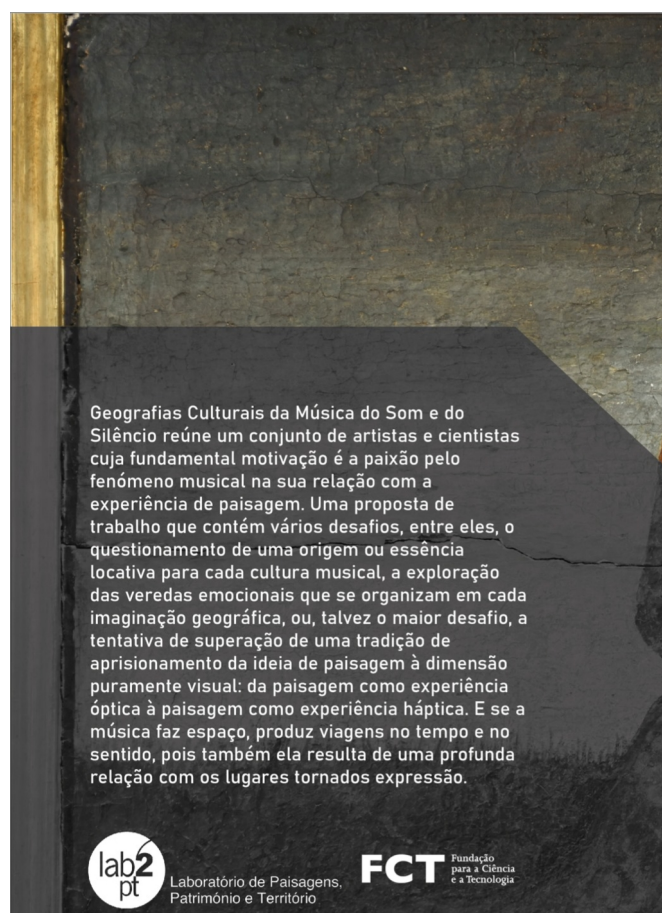 Geografias Culturais da Música do Som e do
Silêncio reúne um conjunto de artistas e cientistas
cuja fundamental motivação é a paixão pelo
fenómeno musical na sua relação com a
experiência de paisagem. Uma proposta de
trabalho que contém vários desafios, entre eles, o
questionamento de uma origem ou essência
locativa para cada cultura musical, a exploração
das veredas emocionais que se organizam em cada
imaginação geográfica, ou, talvez o maior desafio, a
tentativa de superação de uma tradição de
aprisionamento da ideia de paisagem à dimensão
puramente visual: da paisagem como experiência
óptica à paisagem como experiência háptica. E se a
música faz espaço, produz viagens no tempo e no
sentido, pois também ela resulta de uma profunda
relação com os lugares tornados expressão.
lab2
pt
Laboratório de Paisagens,
Património e Território
FCT
Fundação
para a Ciência
e a Tecnologia